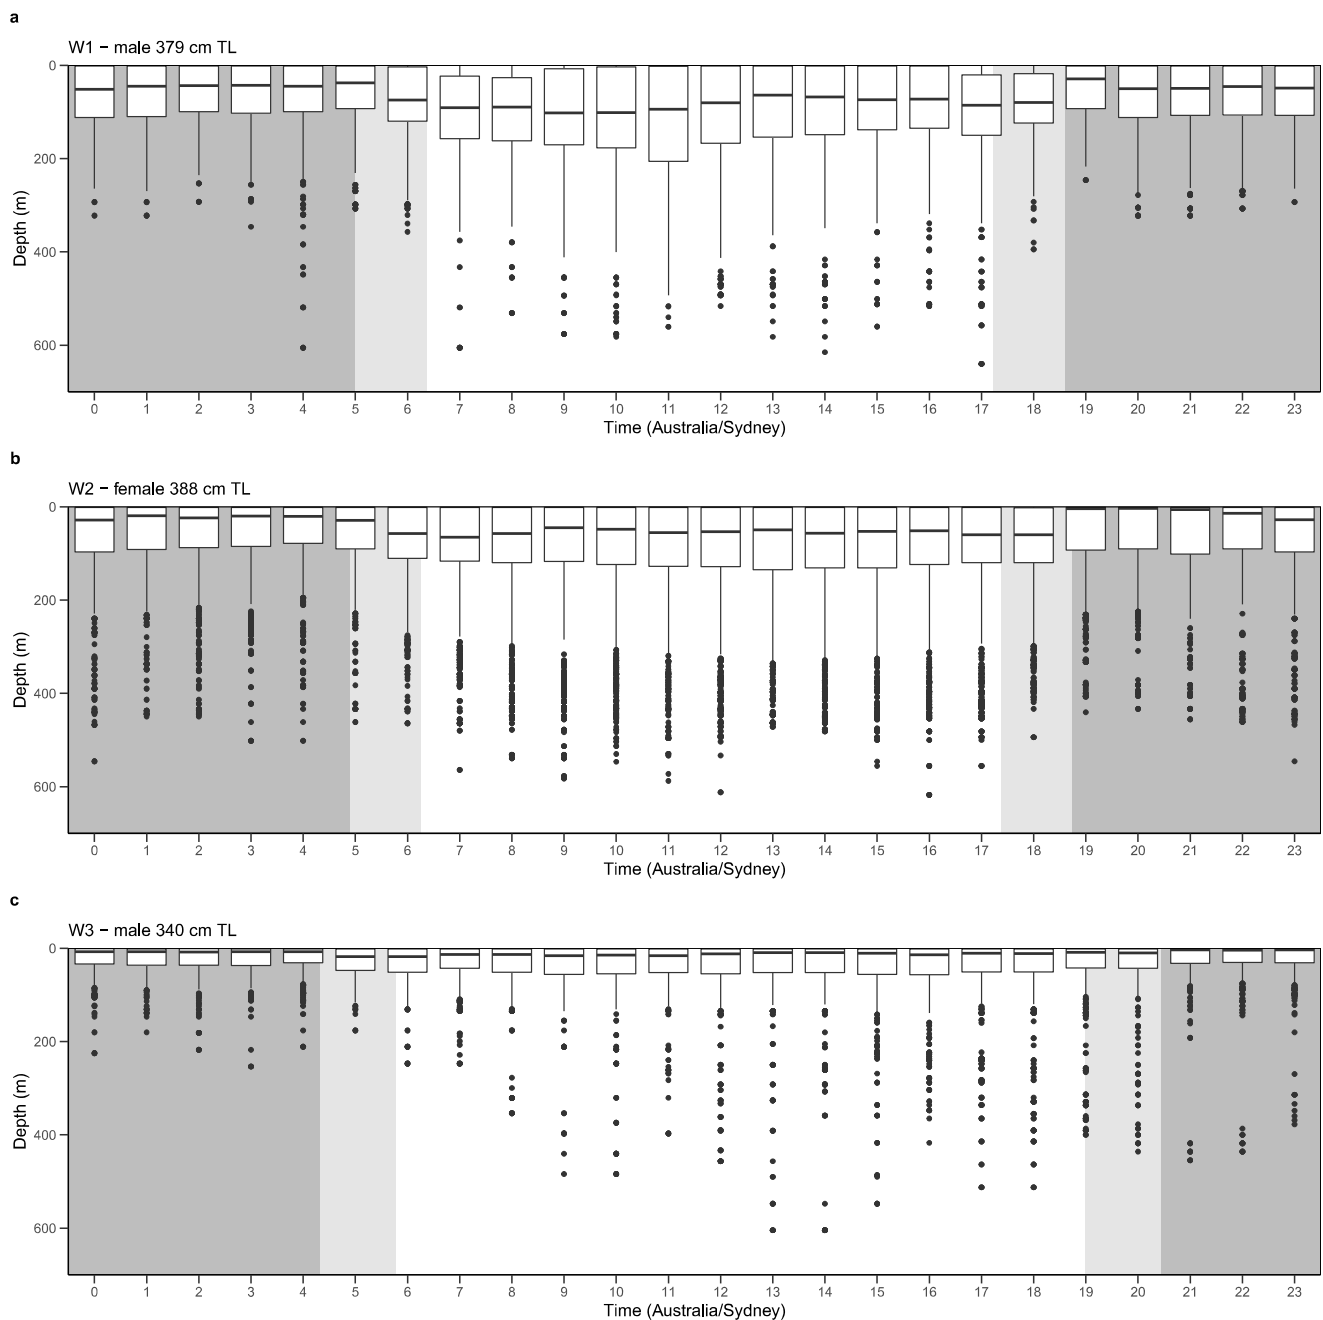 a
W1 − male 379 cm TL
0
200
400
600
Depth (m)
0 1 2 3 4 5 6 7 8 9 10 11 12 13 14 15 16 17 18 19 20 21 22 23
Time (Australia/Sydney)
b
W2 − female 388 cm TL
0
200
400
600
Depth (m)
0 1 2 3 4 5 6 7 8 9 10 11 12 13 14 15 16 17 18 19 20 21 22 23
Time (Australia/Sydney)
c
W3 − male 340 cm TL
0
200
400
600
Depth (m)
0 1 2 3 4 5 6 7 8 9 10 11 12 13 14 15 16 17 18 19 20 21 22 23
Time (Australia/Sydney)